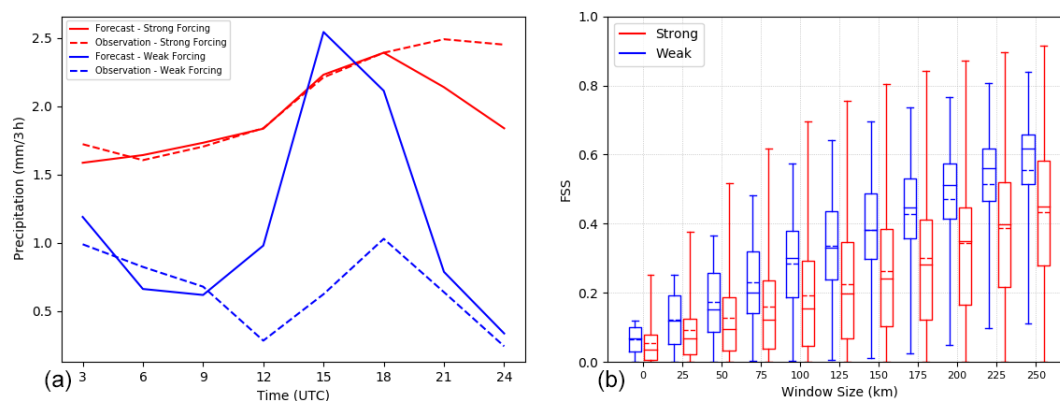 Forecast - Strong Forcing
Observation - Strong Forcing
Forecast - Weak Forcing
Observation - Weak Forcing
2.5
2.0
1.5
1.0
0.5
Precipitation (mm/3 h)
3 6 9 12 15 18 21 24
Time (UTC)
(a)
Strong
Weak
1.0
0.8
0.6
0.4
0.2
0.0
FSS
0 25 50 75 100 125 150 175 200 225 250
Window Size (km)
(b)